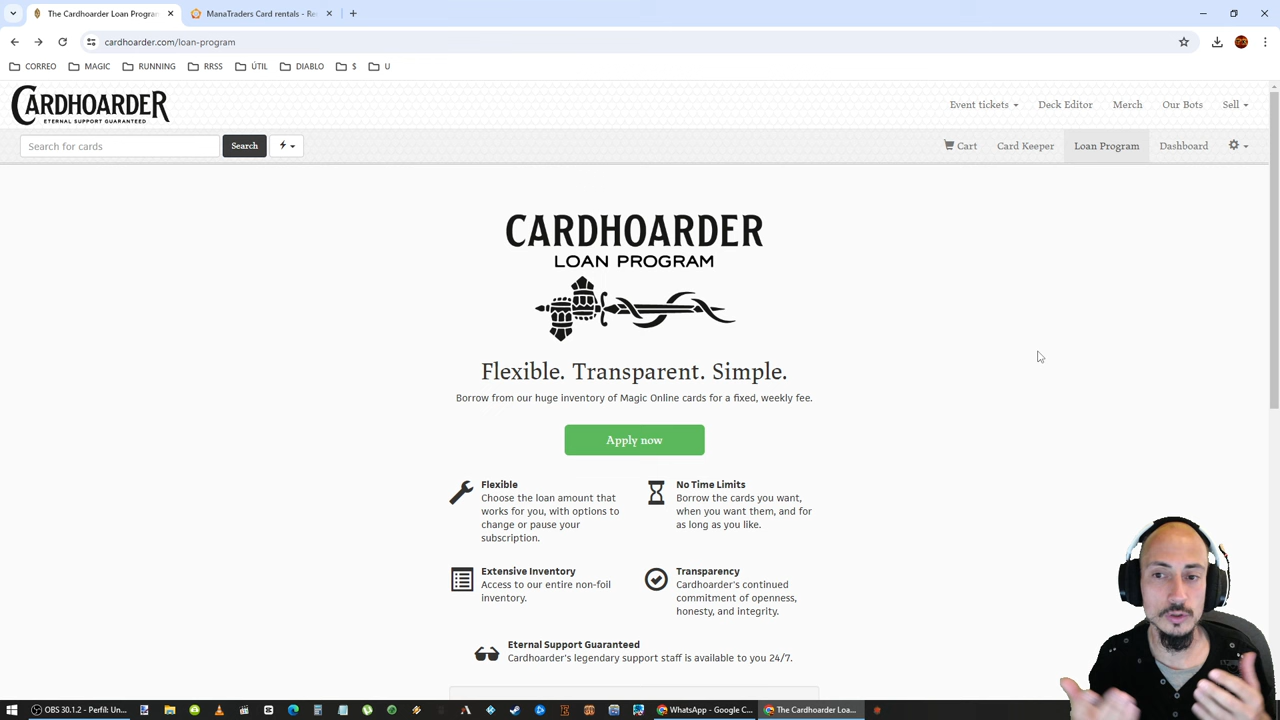 The Cardhoarder Loan Program
ManaTraders Card rentals - Re
cardhoarder.com/loan-program
CORREO MAGIC RUNNING RRSS ÚTIL DIABLO $ U
CARDHOARDER
ETERNAL SUPPORT GUARANTEED
Event tickets Deck Editor Merch Our Bots Sell
Search for cards Search
Cart Card Keeper Loan Program Dashboard
CARDHOARDER
LOAN PROGRAM
Flexible. Transparent. Simple.
Borrow from our huge inventory of Magic Online cards for a fixed, weekly fee.
Apply now
Flexible
Choose the loan amount that
works for you, with options to
change or pause your
subscription.
No Time Limits
Borrow the cards you want,
when you want them, and for
as long as you like.
Extensive Inventory
Access to our entire non-foil
inventory.
Transparency
Cardhoarder's continued
commitment of openness,
honesty, and integrity.
Eternal Support Guaranteed
Cardhoarder's legendary support staff is available to you 24/7.
OBS 30.1.2 - Perfil: Un... WhatsApp - Google C... The Cardhoarder Loa...